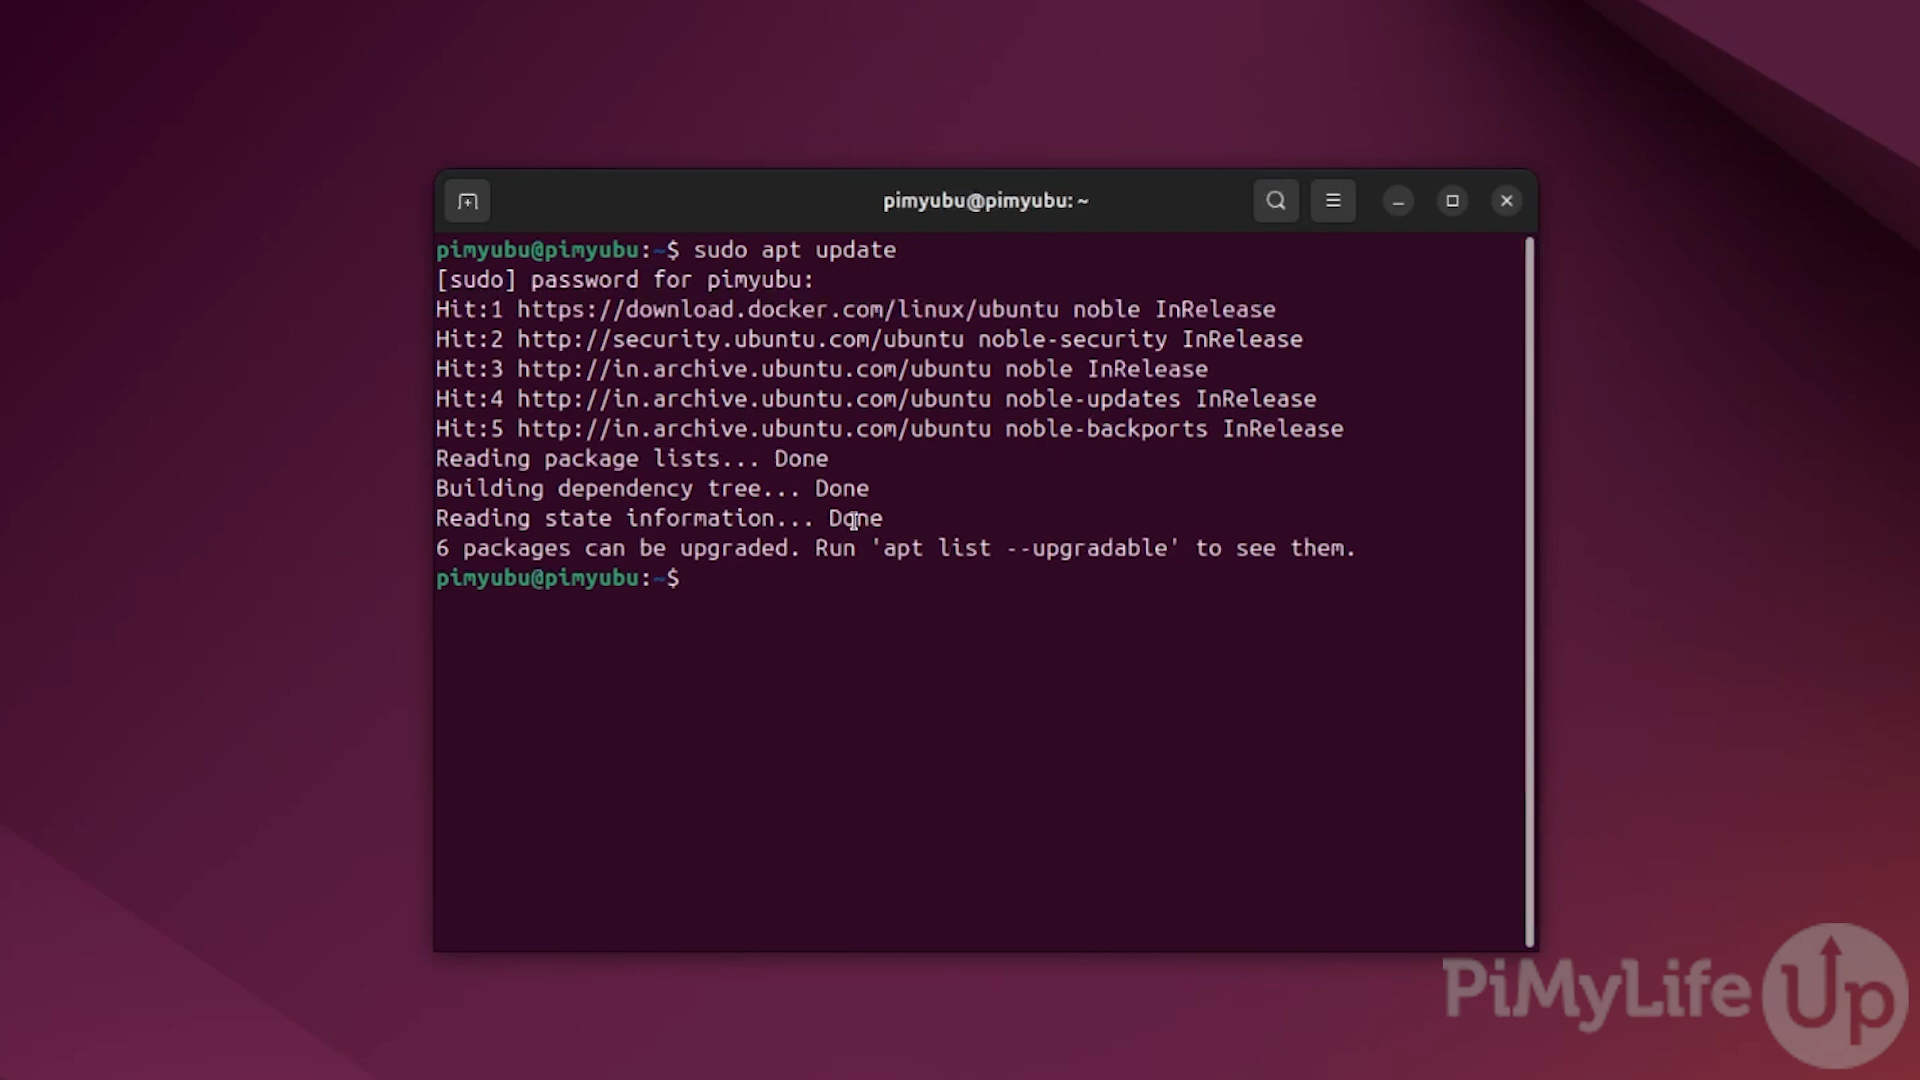 pimyubu@pimyubu: ~
pimyubu@pimyubu:~$ sudo apt update
[sudo] password for pimyubu:
Hit:1 https://download.docker.com/linux/ubuntu noble InRelease
Hit:2 http://security.ubuntu.com/ubuntu noble-security InRelease
Hit:3 http://in.archive.ubuntu.com/ubuntu noble InRelease
Hit:4 http://in.archive.ubuntu.com/ubuntu noble-updates InRelease
Hit:5 http://in.archive.ubuntu.com/ubuntu noble-backports InRelease
Reading package lists... Done
Building dependency tree... Done
Reading state information... Done
6 packages can be upgraded. Run 'apt list --upgradable' to see them.
pimyubu@pimyubu:~$
PiMyLifeUp